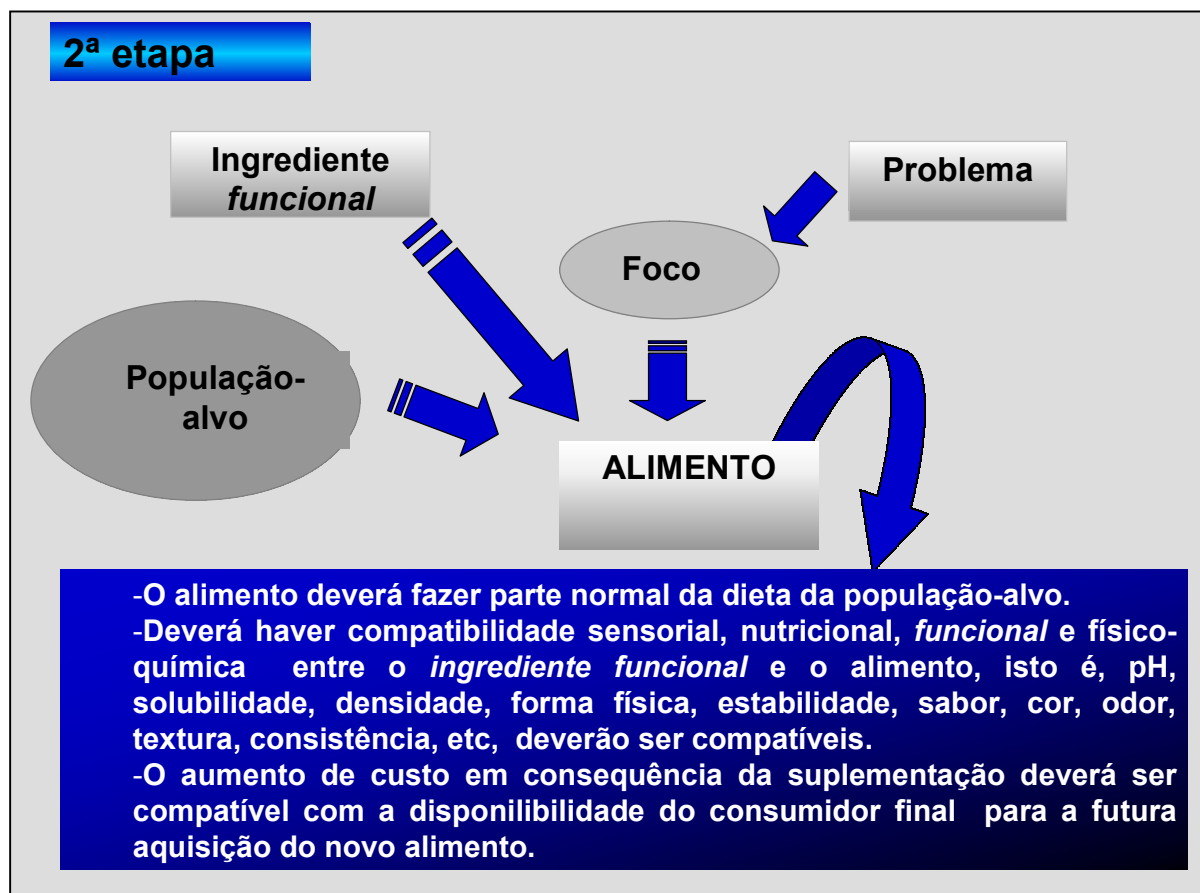 2ª etapa
Ingrediente
funcional
Problema
Foco
População-
alvo
ALIMENTO
-O alimento deverá fazer parte normal da dieta da população-alvo.
-Deverá haver compatibilidade sensorial, nutricional, funcional e físico-
química entre o ingrediente funcional e o alimento, isto é, pH,
solubilidade, densidade, forma física, estabilidade, sabor, cor, odor,
textura, consistência, etc, deverão ser compatíveis.
-O aumento de custo em consequência da suplementação deverá ser
compatível com a disponilibilidade do consumidor final para a futura
aquisição do novo alimento.